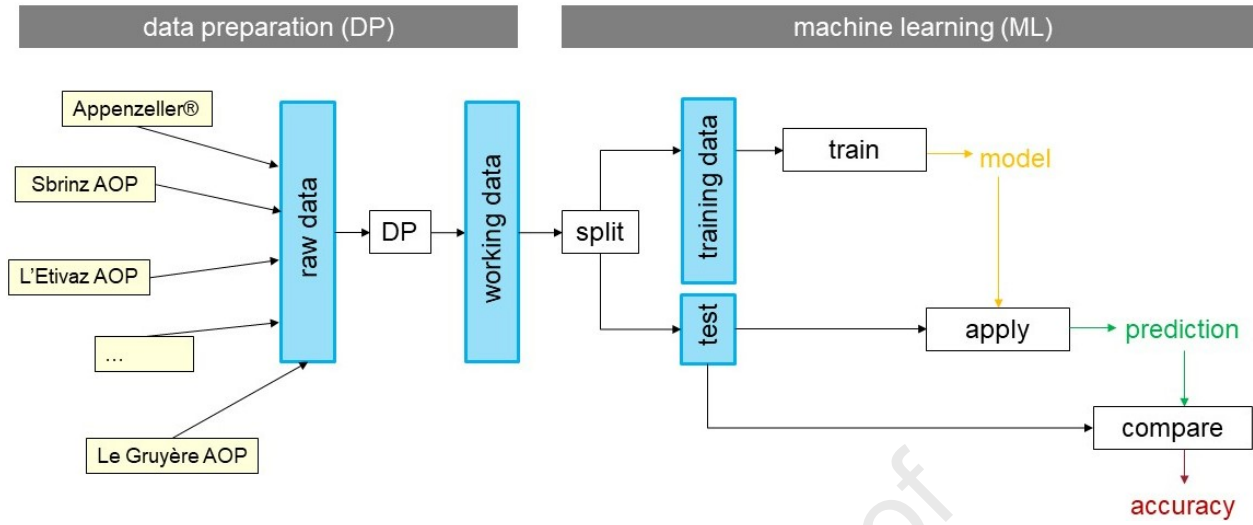 data preparation (DP)
machine learning (ML)
Appenzeller®
Sbrinz AOP
L'Etivaz AOP
...
Le Gruyère AOP
raw data
DP
working data
split
training data
test
train
model
apply
prediction
compare
accuracy
of